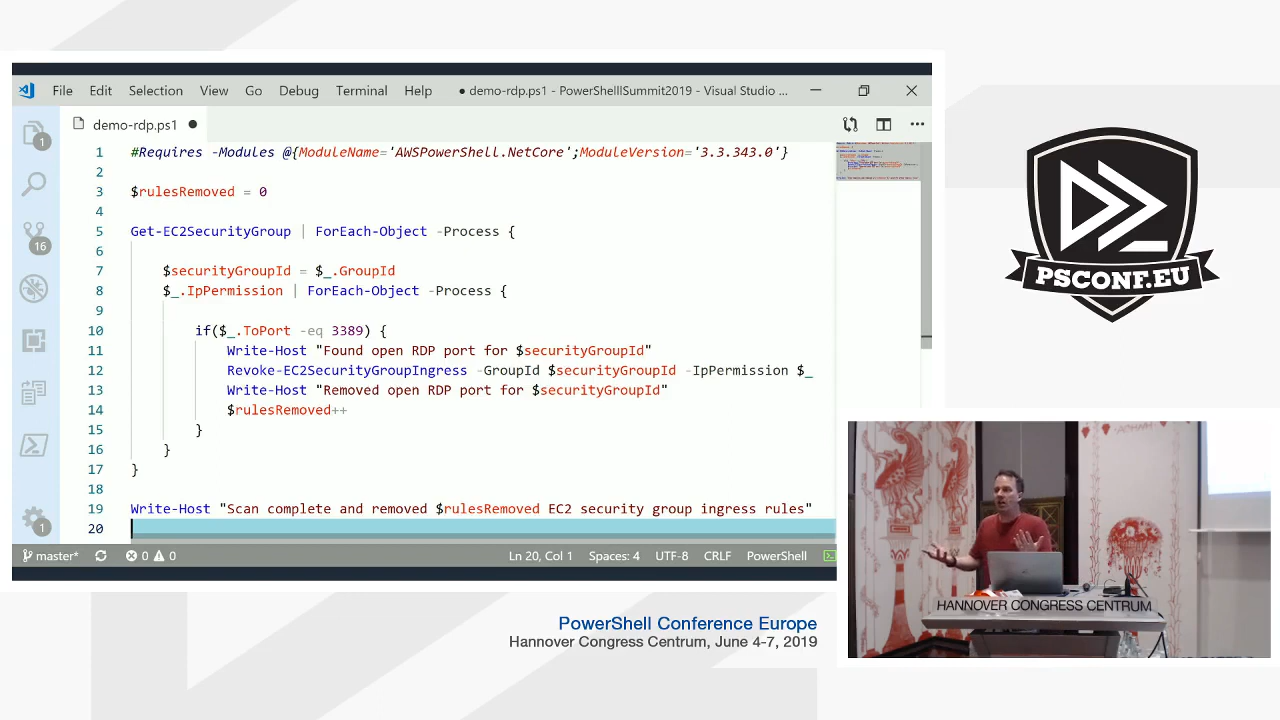 File Edit Selection View Go Debug Terminal Help ● demo-rdp.ps1 - PowerShelllSummit2019 - Visual Studio ...
demo-rdp.ps1 ●
1 #Requires -Modules @{ModuleName='AWSPowerShell.NetCore';ModuleVersion='3.3.343.0'}
2
3 $rulesRemoved = 0
4
5 Get-EC2SecurityGroup | ForEach-Object -Process {
6
7 $securityGroupId = $_.GroupId
8 $_.IpPermission | ForEach-Object -Process {
9
10 if($_.ToPort -eq 3389) {
11 Write-Host "Found open RDP port for $securityGroupId"
12 Revoke-EC2SecurityGroupIngress -GroupId $securityGroupId -IpPermission $_
13 Write-Host "Removed open RDP port for $securityGroupId"
14 $rulesRemoved++
15 }
16 }
17 }
18
19 Write-Host "Scan complete and removed $rulesRemoved EC2 security group ingress rules"
20
1
16
1
master* 0 0 Ln 20, Col 1 Spaces: 4 UTF-8 CRLF PowerShell
PSCONF.EU
HANNOVER CONGRESS CENTRUM
PowerShell Conference Europe
Hannover Congress Centrum, June 4-7, 2019